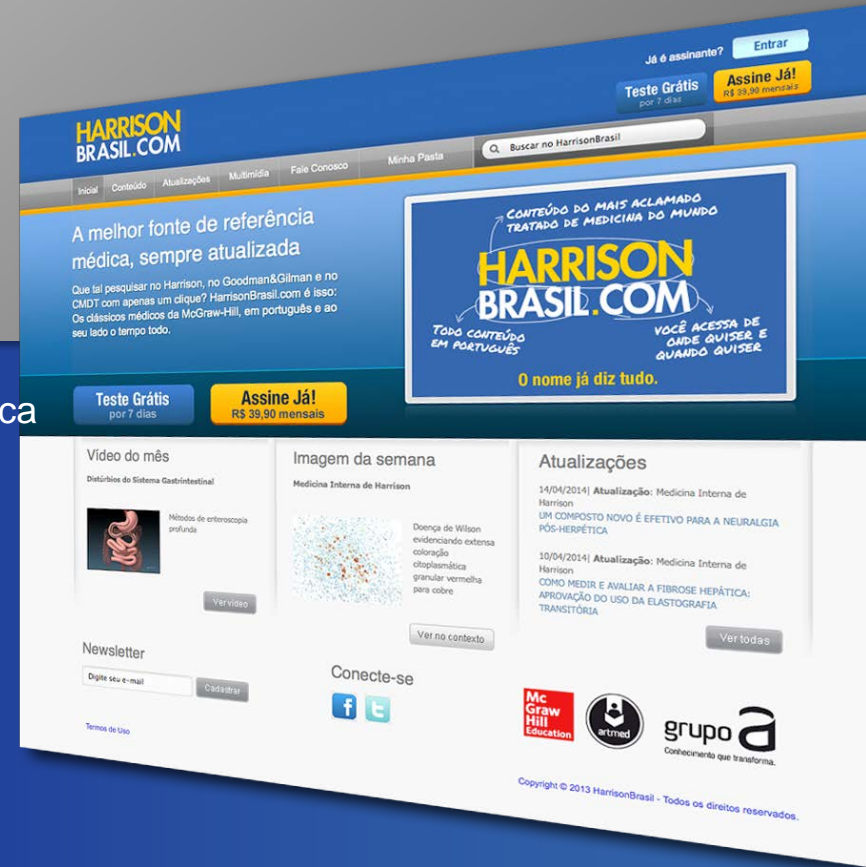 Já é assinante?
Entrar
Teste Grátis
por 7 dias
Assine Já!
R$ 39,90 mensais
HARRISON
BRASIL.COM
Inicial
Conteúdo
Atualizações
Multimídia
Fale Conosco
Minha Pasta
Buscar no HarrisonBrasil
A melhor fonte de referência
médica, sempre atualizada
Que tal pesquisar no Harrison, no Goodman&Gilman e no
CMDT com apenas um clique? HarrisonBrasil.com é isso:
Os clássicos médicos da McGraw-Hill, em português e ao
seu lado o tempo todo.
CONTEÚDO DO MAIS ACLAMADO
TRATADO DE MEDICINA DO MUNDO
HARRISON
BRASIL.COM
TODO CONTEÚDO
EM PORTUGUÊS
VOCÊ ACESSA DE
ONDE QUISER E
QUANDO QUISER
O nome já diz tudo.
ca
Teste Grátis
por 7 dias
Assine Já!
R$ 39,90 mensais
Vídeo do mês
Distúrbios do Sistema Gastrintestinal
Métodos de enteroscopia
profunda
Ver vídeo
Imagem da semana
Medicina Interna de Harrison
Doença de Wilson
evidenciando extensa
coloração
citoplasmática
granular vermelha
para cobre
Ver no contexto
Atualizações
14/04/2014| Atualização: Medicina Interna de
Harrison
UM COMPOSTO NOVO É EFETIVO PARA A NEURALGIA
PÓS-HERPÉTICA
10/04/2014| Atualização: Medicina Interna de
Harrison
COMO MEDIR E AVALIAR A FIBROSE HEPÁTICA:
APROVAÇÃO DO USO DA ELASTOGRAFIA
TRANSITÓRIA
Ver todas
Newsletter
Digite seu e-mail
Cadastrar
Conecte-se
Termos de Uso
Mc
Graw
Hill
Education
artmed
grupo a
Conhecimento que transforma.
Copyright © 2013 HarrisonBrasil - Todos os direitos reservados.